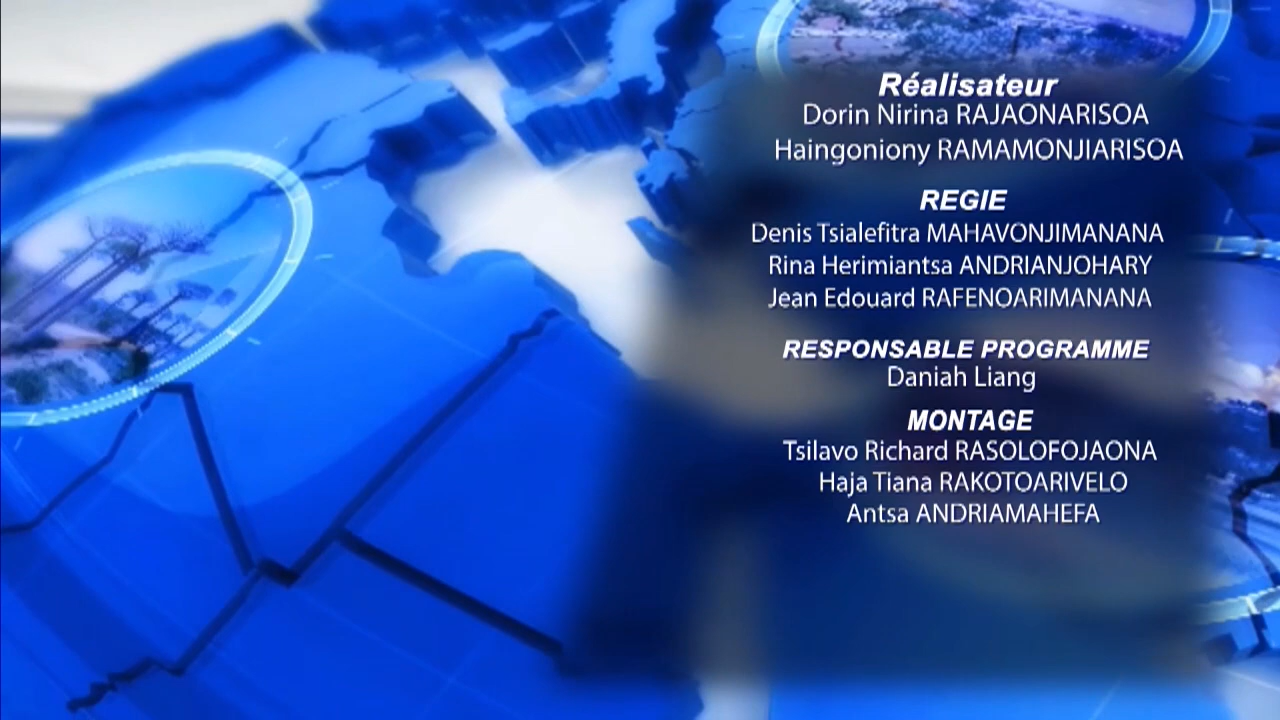 Réalisateur
Dorin Nirina RAJAONARISOA
Haingoniony RAMAMONJIARISOA
REGIE
Denis Tsialefitra MAHAVONJIMANANA
Rina Herimiantsa ANDRIANJOHARY
Jean Edouard RAFENOARIMANANA
RESPONSABLE PROGRAMME
Daniah Liang
MONTAGE
Tsilavo Richard RASOLOFOJAONA
Haja Tiana RAKOTOARIVELO
Antsa ANDRIAMAHEFA